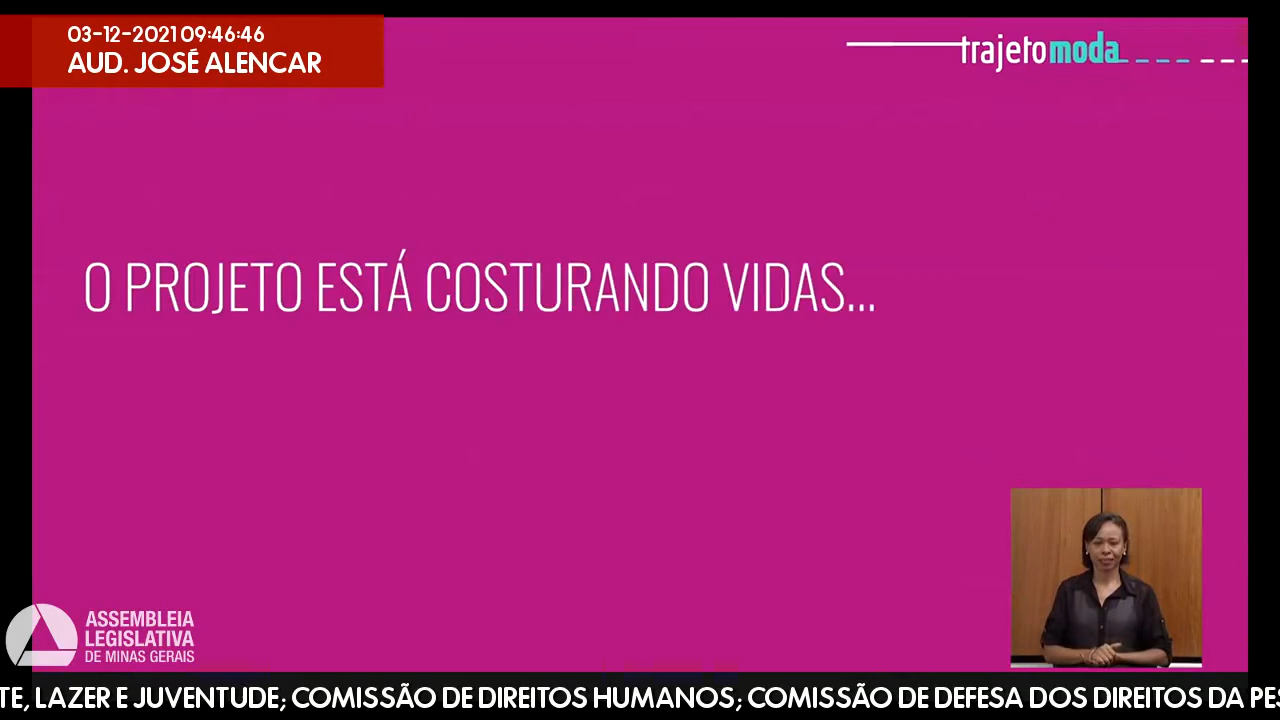 03-12-2021 09:46:46
AUD. JOSÉ ALENCAR
trajetomoda
O PROJETO ESTÁ COSTURANDO VIDAS...
ASSEMBLEIA
LEGISLATIVA
DE MINAS GERAIS
TE, LAZER E JUVENTUDE; COMISSÃO DE DIREITOS HUMANOS; COMISSÃO DE DEFESA DOS DIREITOS DA PES